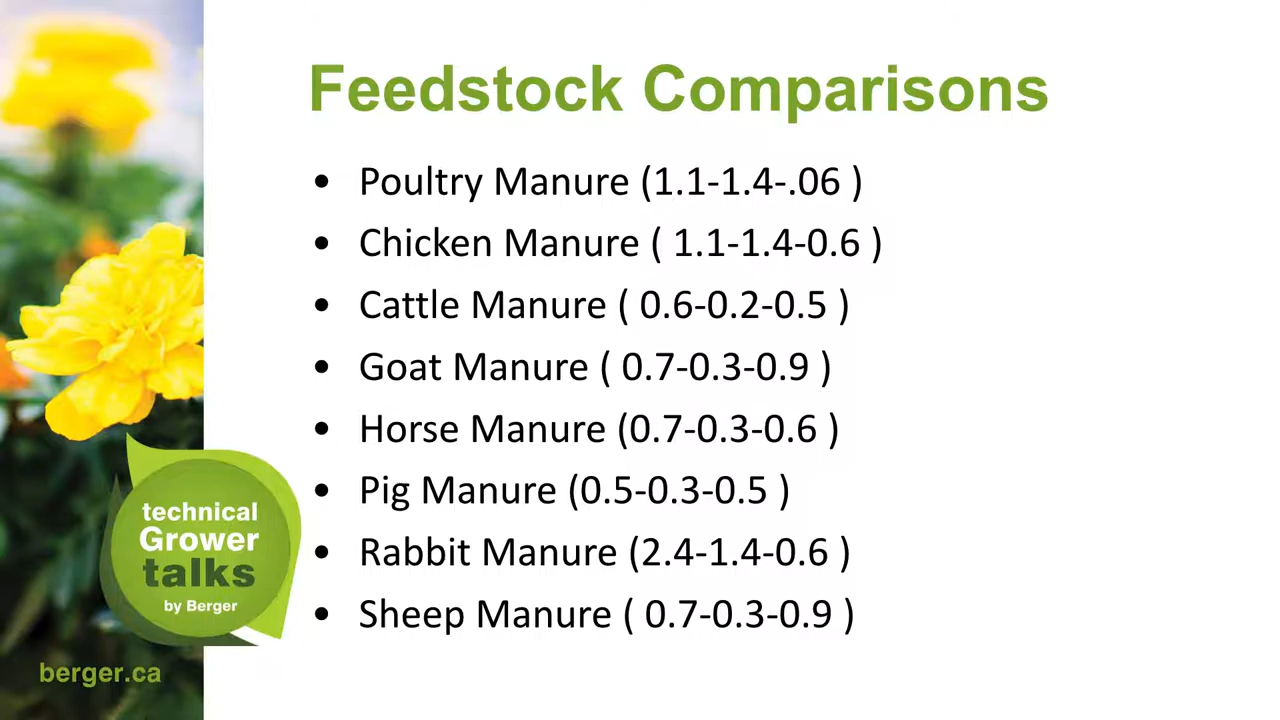 Feedstock Comparisons
• Poultry Manure (1.1-1.4-.06 )
• Chicken Manure ( 1.1-1.4-0.6 )
• Cattle Manure ( 0.6-0.2-0.5 )
• Goat Manure ( 0.7-0.3-0.9 )
• Horse Manure (0.7-0.3-0.6 )
• Pig Manure (0.5-0.3-0.5 )
• Rabbit Manure (2.4-1.4-0.6 )
• Sheep Manure ( 0.7-0.3-0.9 )
technical
Grower
talks
by Berger
berger.ca